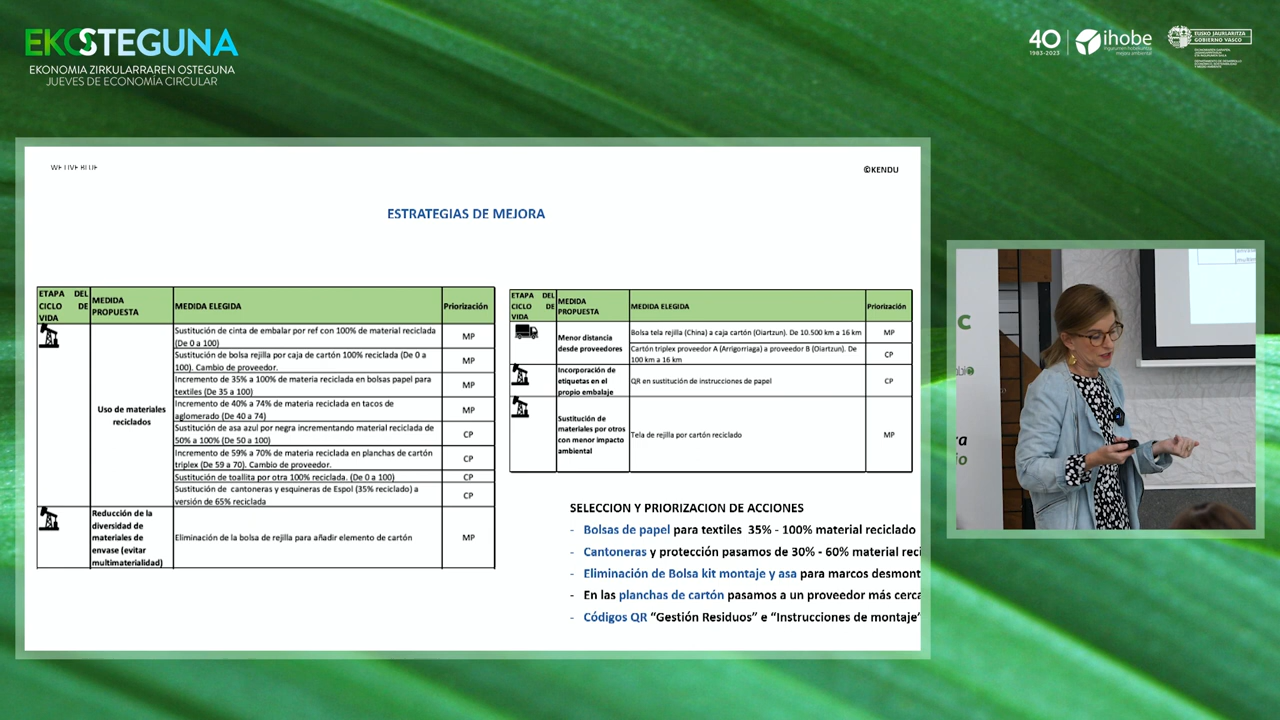 EKOSTEGUNA
EKONOMIA ZIRKULARRAREN OSTEGUNA
JUEVES DE ECONOMÍA CIRCULAR
40
1983-2023
ihobe
EUSKO JAURLARITZA
GOBIERNO VASCO
WE LIVE BLUE
©KENDU
ESTRATEGIAS DE MEJORA
ETAPA DEL
CICLO DE
VIDA
MEDIDA
PROPUESTA
MEDIDA ELEGIDA
Priorización
Uso de materiales
reciclados
Sustitución de cinta de embalar por ref con 100% de material reciclada
(De 0 a 100)
MP
Sustitución de bolsa rejilla por caja de cartón 100% reciclada (De 0 a
100). Cambio de proveedor.
MP
Incremento de 35% a 100% de materia reciclada en bolsas papel para
textiles (De 35 a 100)
MP
Incremento de 40% a 74% de materia reciclada en tacos de
aglomerado (De 40 a 74)
MP
Sustitución de asa azul por negra incrementando material reciclada de
50% a 100% (De 50 a 100)
CP
Incremento de 59% a 70% de materia reciclada en planchas de cartón
triplex (De 59 a 70). Cambio de proveedor.
CP
Sustitución de toallita por otra 100% reciclada. (De 0 a 100)
CP
Sustitución de cantoneras y esquineras de Espol (35% reciclado) a
versión de 65% reciclada
CP
Reducción de la
diversidad de
materiales de
envase (evitar
multimaterialidad)
Eliminación de la bolsa de rejilla para añadir elemento de cartón
MP
ETAPA DEL
CICLO DE
VIDA
MEDIDA
PROPUESTA
MEDIDA ELEGIDA
Priorización
Menor distancia
desde proveedores
Bolsa tela rejilla (China) a caja cartón (Oiartzun). De 10.500 km a 16 km
MP
Cartón triplex proveedor A (Arrigorriaga) a proveedor B (Oiartzun). De
100 km a 16 km
CP
Incorporación de
etiquetas en el
propio embalaje
QR en sustitución de instrucciones de papel
CP
Sustitución de
materiales por otros
con menor impacto
ambiental
Tela de rejilla por cartón reciclado
MP
SELECCION Y PRIORIZACION DE ACCIONES
- Bolsas de papel para textiles 35% - 100% material reciclado
- Cantoneras y protección pasamos de 30% - 60% material reci
- Eliminación de Bolsa kit montaje y asa para marcos desmont
- En las planchas de cartón pasamos a un proveedor más cerca
- Códigos QR “Gestión Residuos” e “Instrucciones de montaje”